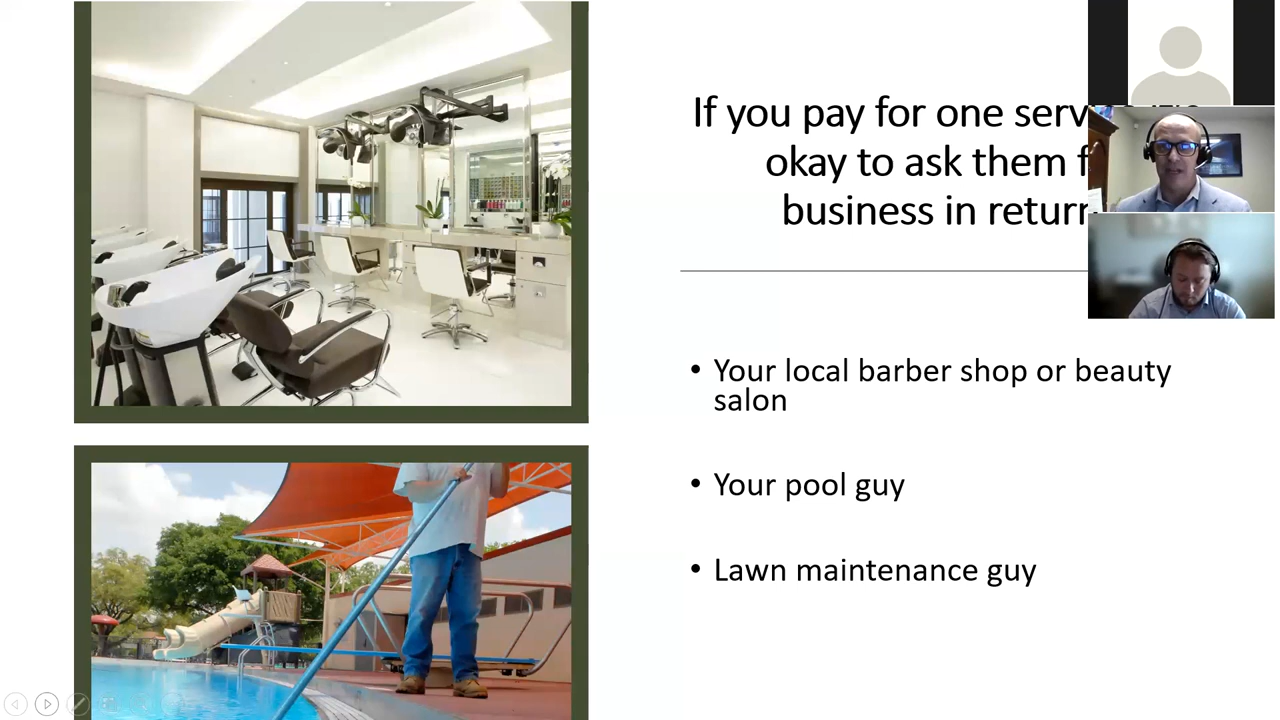 If you pay for one
okay to ask them
business in return
• Your local barber shop or beauty
salon
• Your pool guy
• Lawn maintenance guy